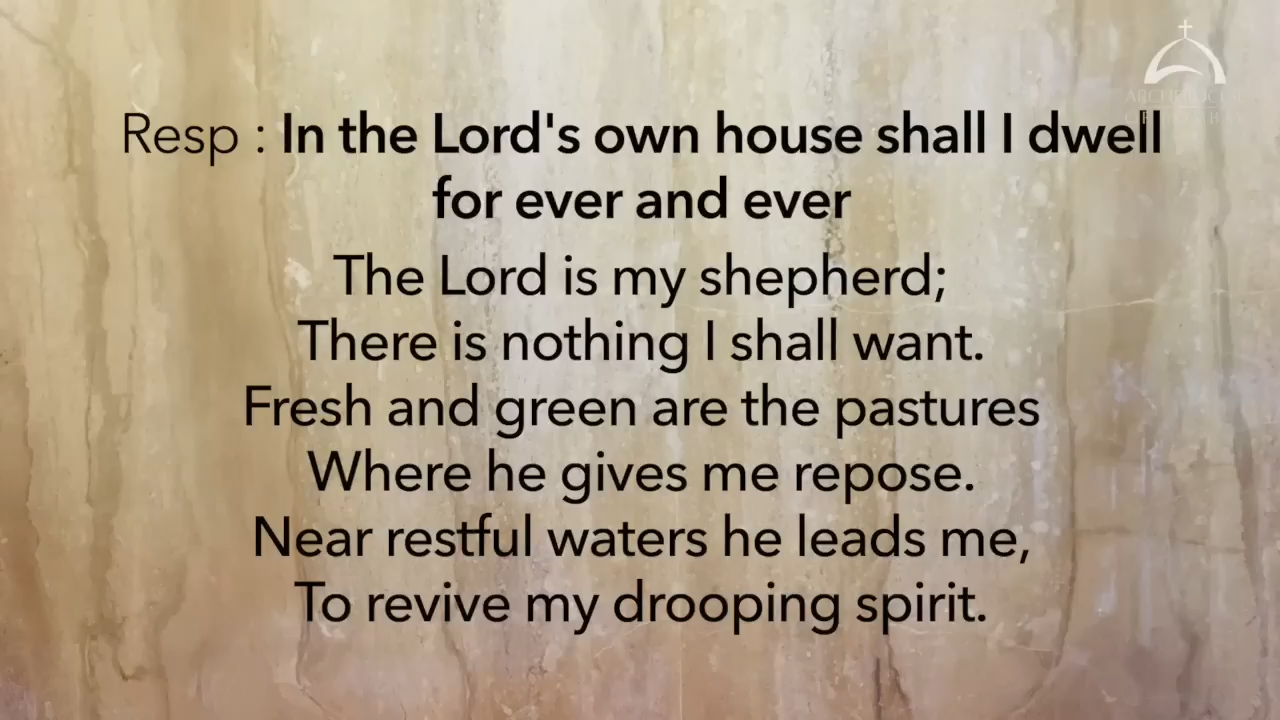 Resp : In the Lord's own house shall I dwell
for ever and ever
The Lord is my shepherd;
There is nothing I shall want.
Fresh and green are the pastures
Where he gives me repose.
Near restful waters he leads me,
To revive my drooping spirit.